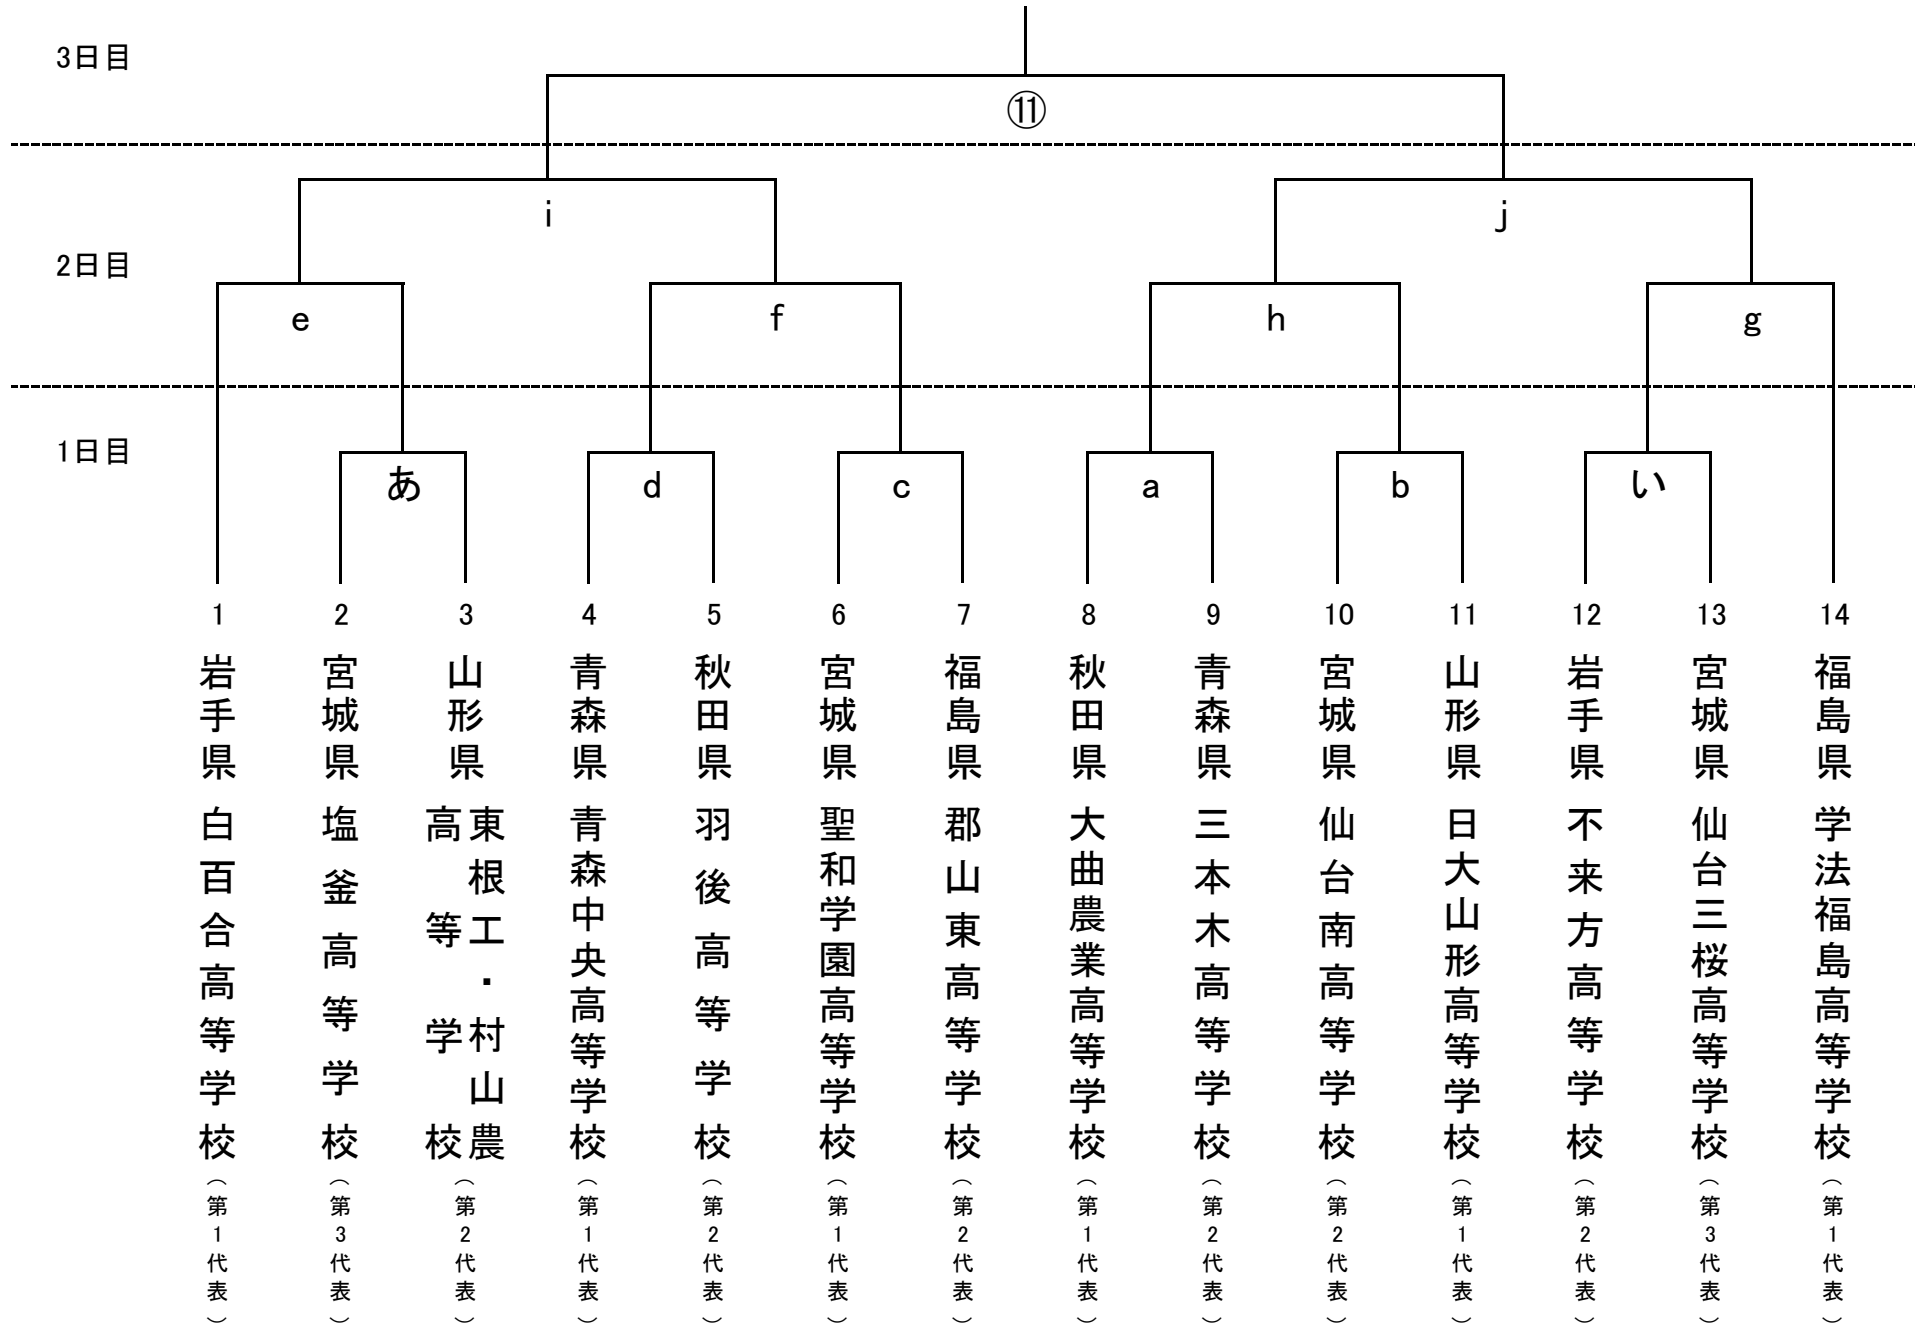 3日目
⑪
i
j
2日目
e
f
h
g
1日目
あ
d
c
a
b
い
1
2
3
4
5
6
7
8
9
10
11
12
13
14
岩手県 白百合高等学校（第1代表）
宮城県 塩釜高等学校（第3代表）
山形県 東根工・村山農高等学校（第2代表）
青森県 青森中央高等学校（第1代表）
秋田県 羽後高等学校（第2代表）
宮城県 聖和学園高等学校（第1代表）
福島県 郡山東高等学校（第2代表）
秋田県 大曲農業高等学校（第1代表）
青森県 三本木高等学校（第2代表）
宮城県 仙台南高等学校（第2代表）
山形県 日大山形高等学校（第1代表）
岩手県 不来方高等学校（第2代表）
宮城県 仙台三桜高等学校（第3代表）
福島県 学法福島高等学校（第1代表）